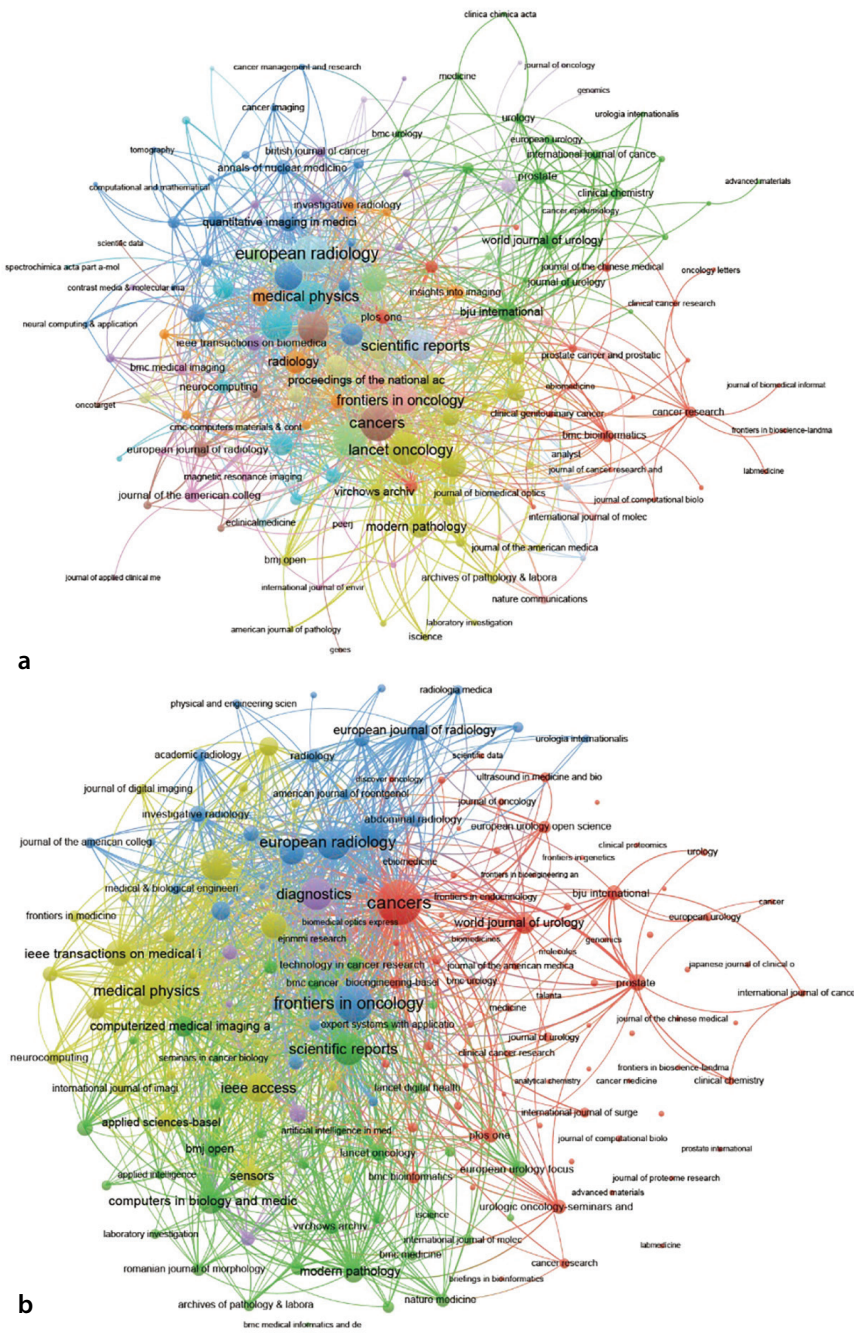 clinica chimica acta
cancer management and research
journal of oncology
medicine
genomics
cancer imaging
urology
urologia internationalis
bmc urology
european urology
tomography
british journal of cancer
international journal of cance
annals of nuclear medicino
prostate
computational and mathematical
clinical chemistry
advanced materials
investigative radiology
cancer epidemiology
quantitative imaging in medici
scientific data
world journal of urology
european radiology
spectrochimica acta part a-mol
journal of the chinese medical
oncology letters
contrast media & molecular ima
medical physics
insights into imaging
journal of urology
clinical cancer research
neural computing & application
plos one
bju international
ieee transactions on biomedica
scientific reports
prostate cancer and prostatic
bmc medical imaging
radiology
neurocomputing
proceedings of the national ac
ebiomedicine
journal of biomedical informat
oncotarget
frontiers in oncology
clinical genitourinary cancer
cancer research
cmc-computers materials & cont
cancers
frontiers in bioscience-landma
bmc bioinformatics
european journal of radiology
lancet oncology
analyst
magnetic resonance imaging
journal of cancer research and
labmedicine
journal of the american colleg
virchows archiv
journal of biomedical optics
journal of computational biolo
eclinicalmedicine
peerj
modern pathology
international journal of molec
journal of the american medica
bmj open
journal of applied clinical me
international journal of envir
archives of pathology & labora
nature communications
american journal of pathology
laboratory investigation
iscience
genes
a
physical and engineering scien
radiologia medica
european journal of radiology
urologia internationalis
academic radiology
radiology
scientific data
discover oncology
ultrasound in medicine and bio
journal of digital imaging
american journal of roentgenol
journal of oncology
investigative radiology
abdominal radiology
european urology open science
journal of the american colleg
european radiology
clinical proteomics
ebiomedicine
frontiers in genetics
urology
medical & biological engineeri
diagnostics
frontiers in bioengineering an
cancers
frontiers in endocrinology
bju international
cancer
frontiers in medicine
biomedical optics express
world journal of urology
european urology
ejnmmi research
biomedicines
genomics
ieee transactions on medical i
molecules
technology in cancer research
journal of the american medica
japanese journal of clinical o
bmc cancer
bioengineering-basel
bmc urology
prostate
medical physics
talanta
international journal of cance
frontiers in oncology
medicine
journal of the chinese medical
computerized medical imaging a
expert systems with applicatio
journal of urology
neurocomputing
seminars in cancer biology
scientific reports
clinical cancer research
frontiers in bioscience-landma
international journal of imagi
ieee access
lancet digital health
analytical chemistry
cancer medicine
clinical chemistry
applied sciences-basel
artificial intelligence in med
international journal of surge
plos one
journal of computational biolo
bmj open
lancet oncology
prostate international
european urology focus
applied intelligence
sensors
bmc bioinformatics
journal of proteome research
computers in biology and medic
advanced materials
urologic oncology-seminars and
iscience
virchows archiv
laboratory investigation
international journal of molec
labmedicine
bmc medicine
romanian journal of morphology
modern pathology
cancer research
briefings in bioinformatics
archives of pathology & labora
nature medicine
bmc medical informatics and de
b